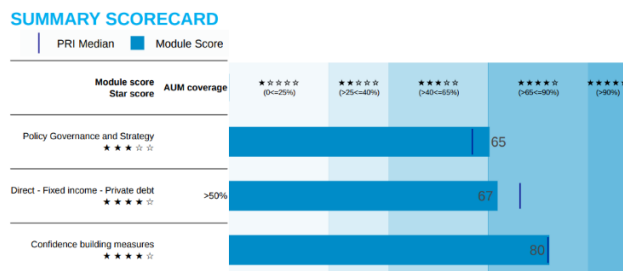 SUMMARY SCORECARD
PRI Median Module Score
Module score
Star score
AUM coverage
★☆☆☆☆
(0<=25%)
★★☆☆☆
(>25<=40%)
★★★☆☆
(>40<=65%)
★★★★☆
(>65<=90%)
★★★★
(>90%)
Policy Governance and Strategy
★★★☆☆
65
Direct - Fixed income - Private debt
★★★★☆
>50%
67
Confidence building measures
★★★★☆
80